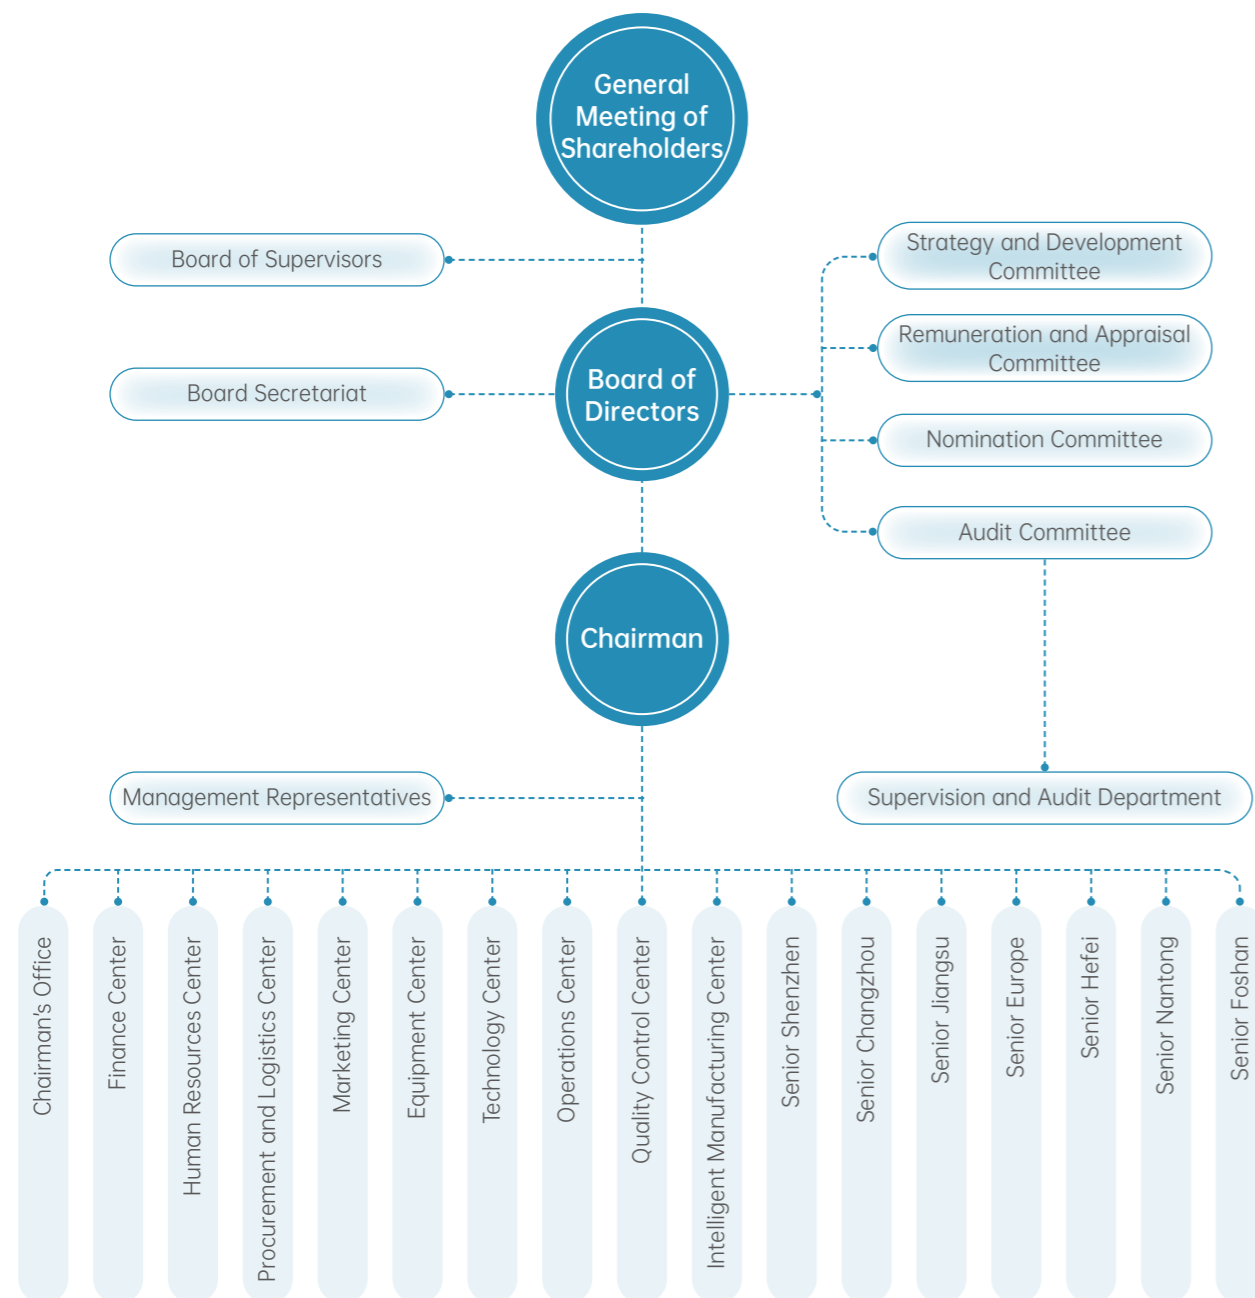 General
Meeting of
Shareholders
Board of Supervisors
Strategy and Development
Committee
Remuneration and Appraisal
Committee
Board of
Directors
Board Secretariat
Nomination Committee
Audit Committee
Chairman
Management Representatives
Supervision and Audit Department
Chairman's Office
Finance Center
Human Resources Center
Procurement and Logistics Center
Marketing Center
Equipment Center
Technology Center
Operations Center
Quality Control Center
Intelligent Manufacturing Center
Senior Shenzhen
Senior Changzhou
Senior Jiangsu
Senior Europe
Senior Hefei
Senior Nantong
Senior Foshan